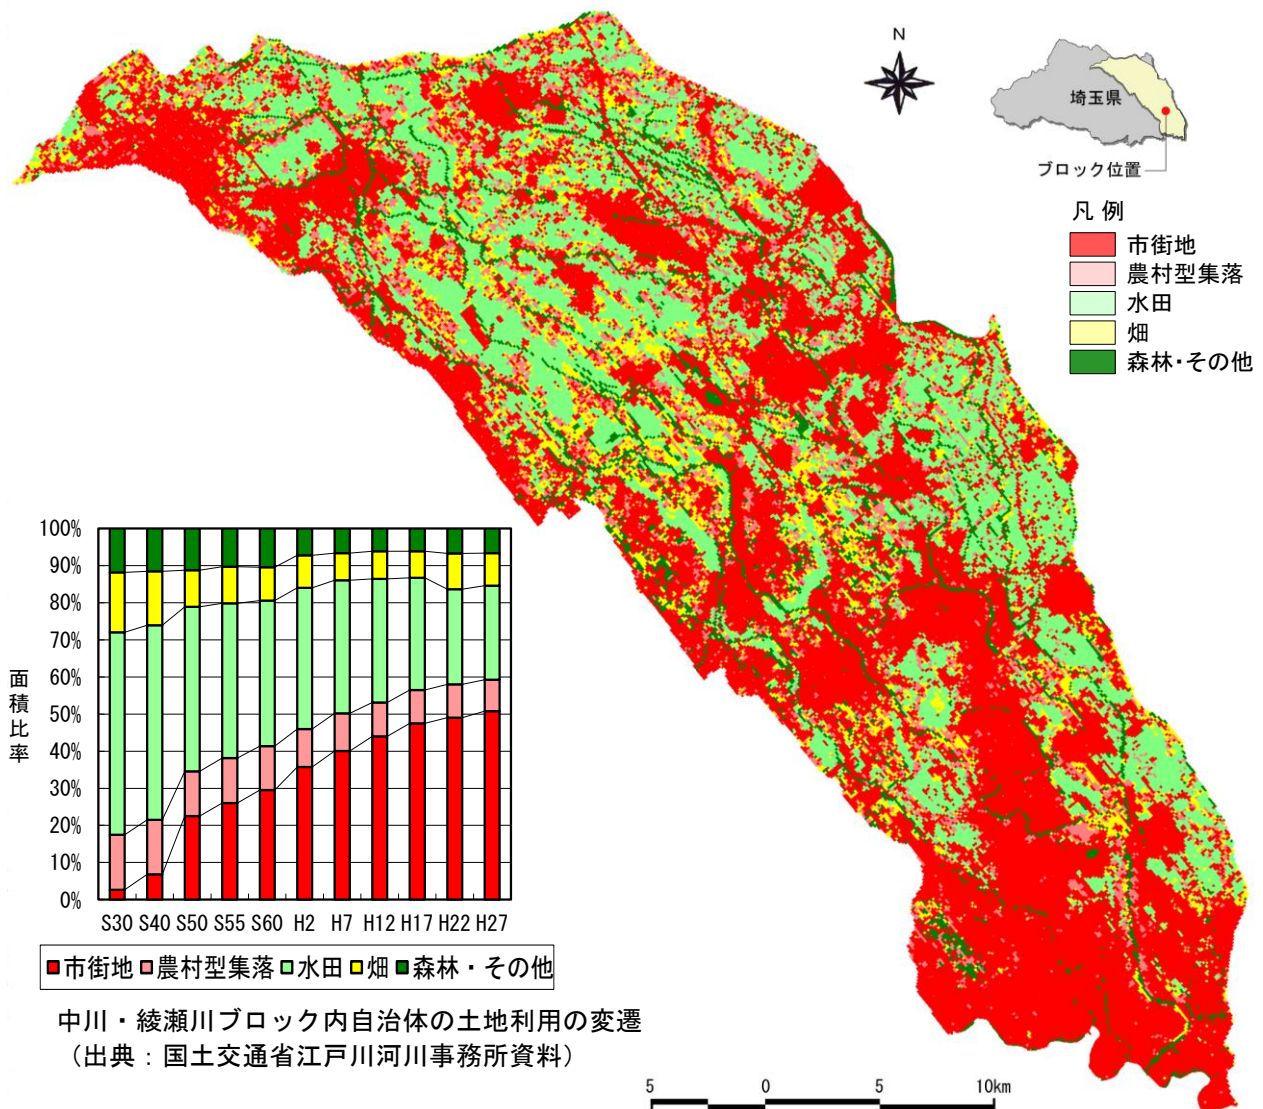 N
埼玉県
ブロック位置
凡 例
市街地
農村型集落
水田
畑
森林・その他
100%
90%
80%
70%
60%
50%
40%
30%
20%
10%
0%
面積比率
S30 S40 S50 S55 S60 H2 H7 H12 H17 H22 H27
市街地 農村型集落 水田 畑 森林・その他
中川・綾瀬川ブロック内自治体の土地利用の変遷
（出典：国土交通省江戸川河川事務所資料）
5 0 5 10km